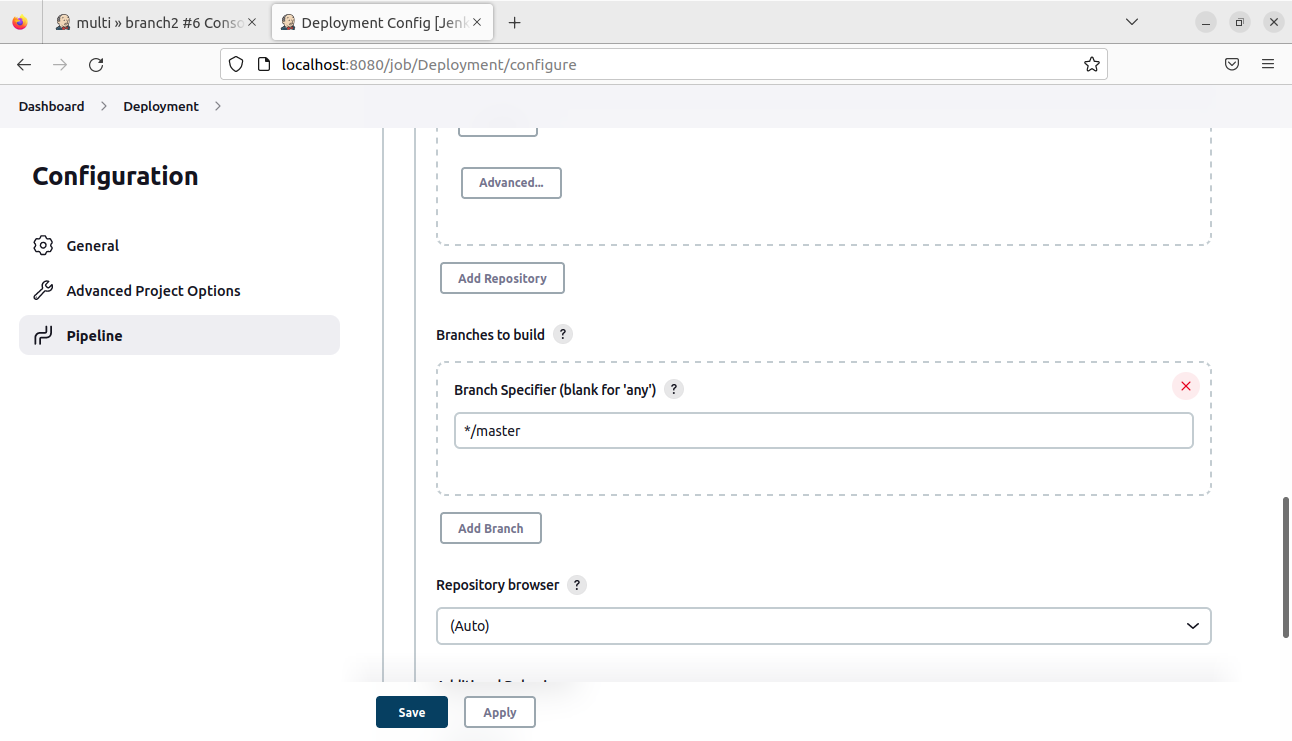 multi » branch2 #6 Conso
Deployment Config [Jenk
localhost:8080/job/Deployment/configure
Dashboard
Deployment
Configuration
General
Advanced Project Options
Pipeline
Advanced...
Add Repository
Branches to build ?
Branch Specifier (blank for 'any') ?
*/master
Add Branch
Repository browser ?
(Auto)
Save
Apply